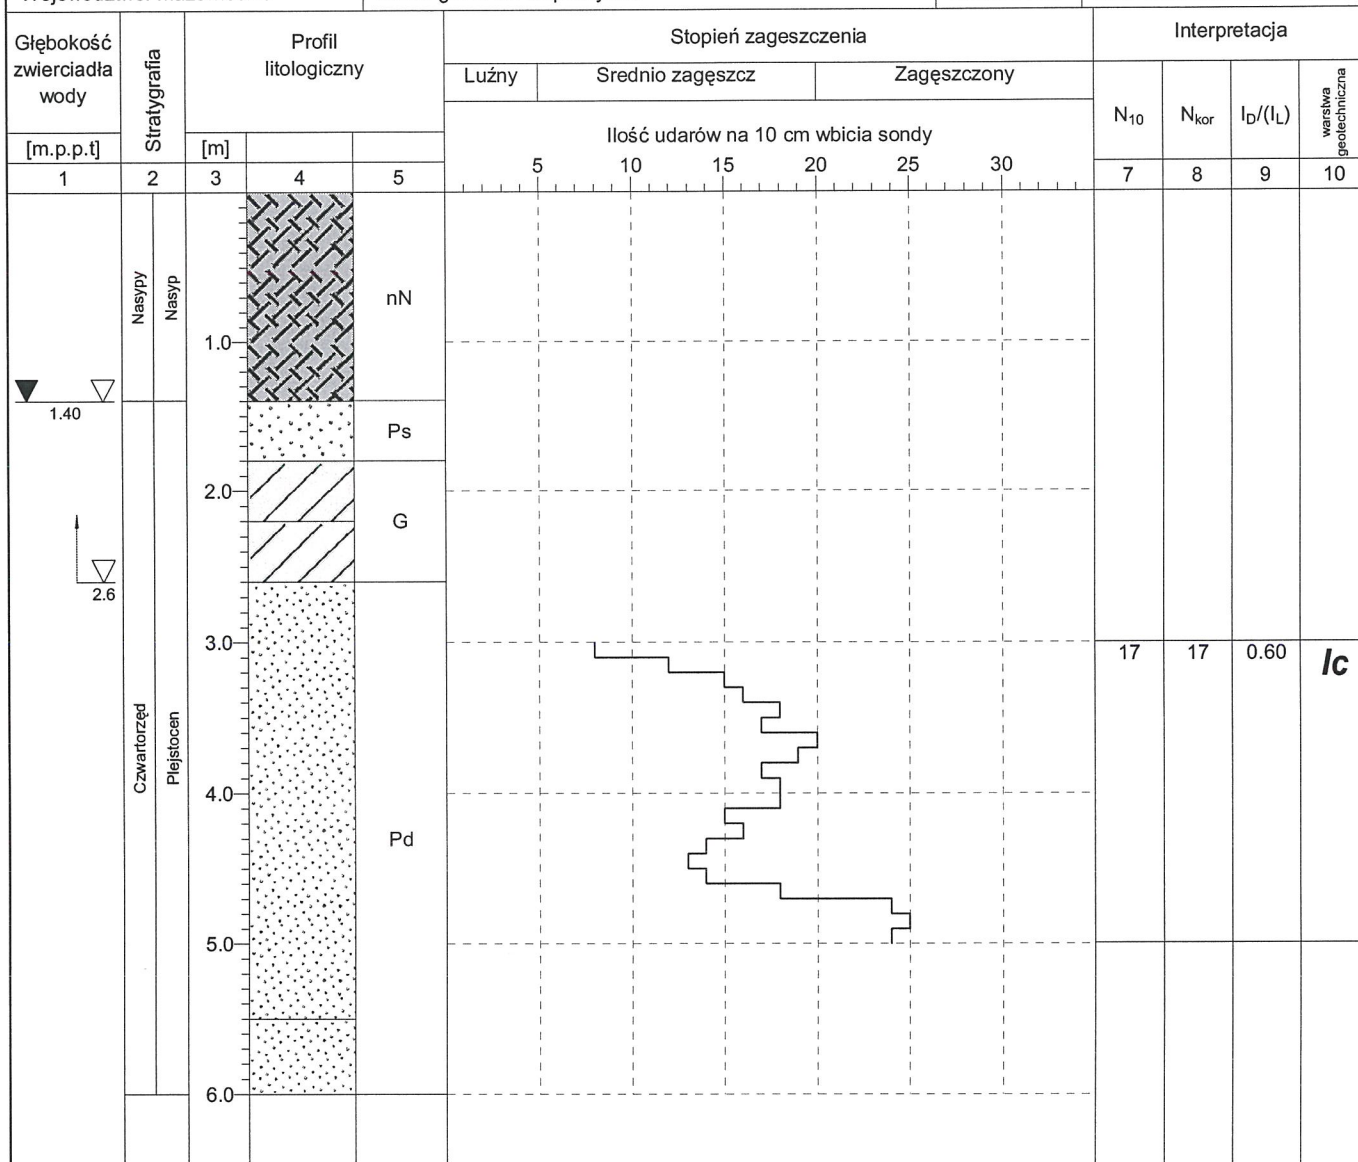 Głębokość
zwierciadła
wody
[m.p.p.t]
Stratygrafia
Profil
litologiczny
[m]
Stopień zageszczenia
Luźny Srednio zagęszcz Zagęszczony
Ilość udarów na 10 cm wbicia sondy
5 10 15 20 25 30
Interpretacja
N10 Nkor ID/(IL) warstwa
geotechniczna
1 2 3 4 5 7 8 9 10
Nasypy
Nasyp
nN
1.0
1.40
Ps
2.0
G
2.6
3.0
17 17 0.60 Ic
Czwartorzęd
Plejstocen
4.0
Pd
5.0
6.0